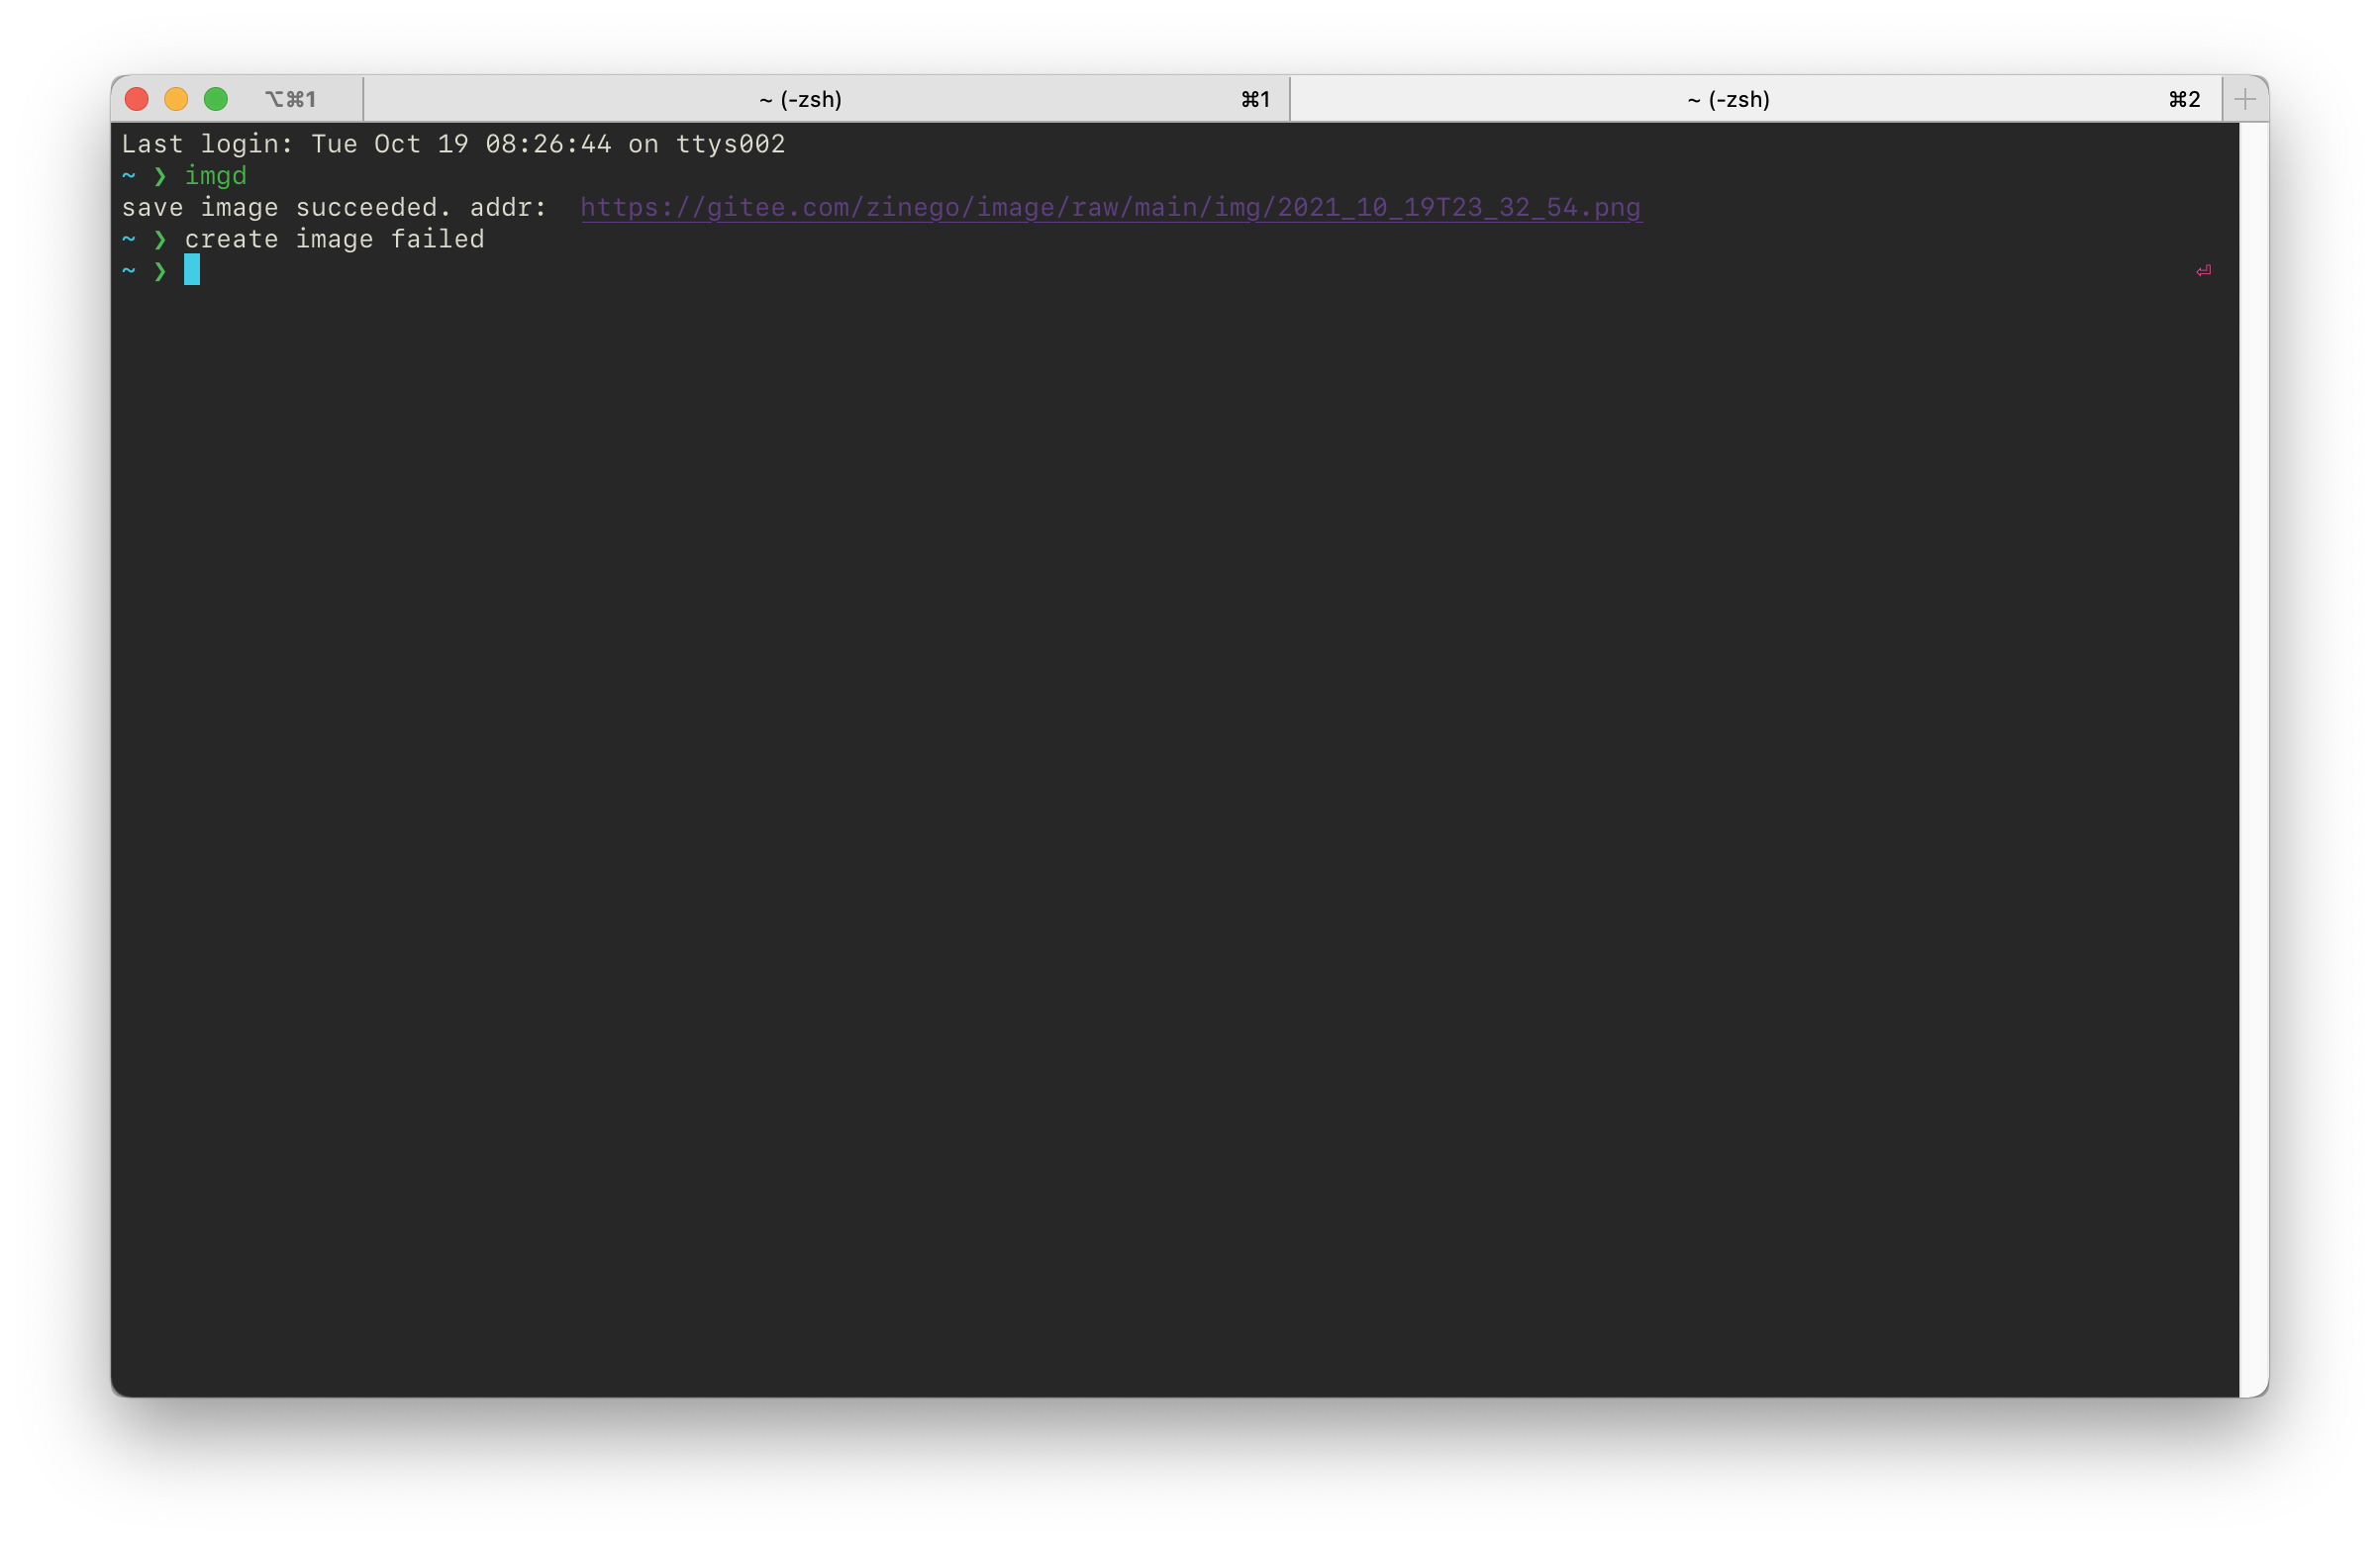 ⌥⌘1 ~ (-zsh) ⌘1 ~ (-zsh) ⌘2 +
Last login: Tue Oct 19 08:26:44 on ttys002
~ ❯ imgd
save image succeeded. addr:  https://gitee.com/zinego/image/raw/main/img/2021_10_19T23_32_54.png
~ ❯ create image failed
~ ❯ ⏎